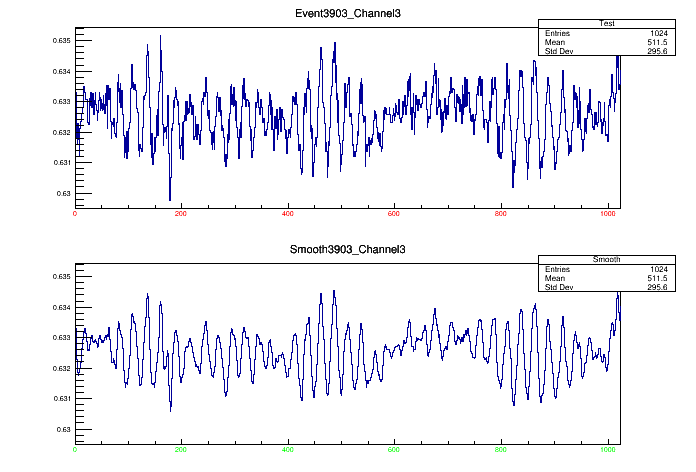 Event3903_Channel3
Test
Entries 1024
Mean 511.5
Std Dev 295.6
0.635
0.634
0.633
0.632
0.631
0.63
0 200 400 600 800 1000
Smooth3903_Channel3
Smooth
Entries 1024
Mean 511.5
Std Dev 295.6
0.635
0.634
0.633
0.632
0.631
0.63
0 200 400 600 800 1000